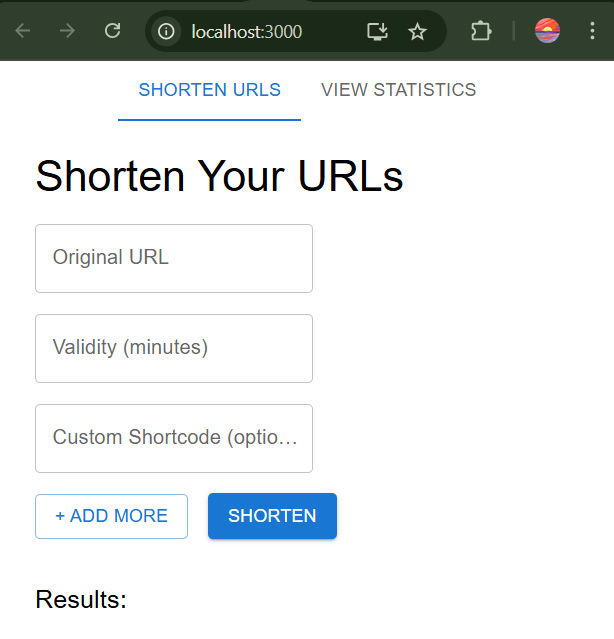 localhost:3000
SHORTEN URLS VIEW STATISTICS
Shorten Your URLs
Original URL
Validity (minutes)
Custom Shortcode (optio...
+ ADD MORE SHORTEN
Results: